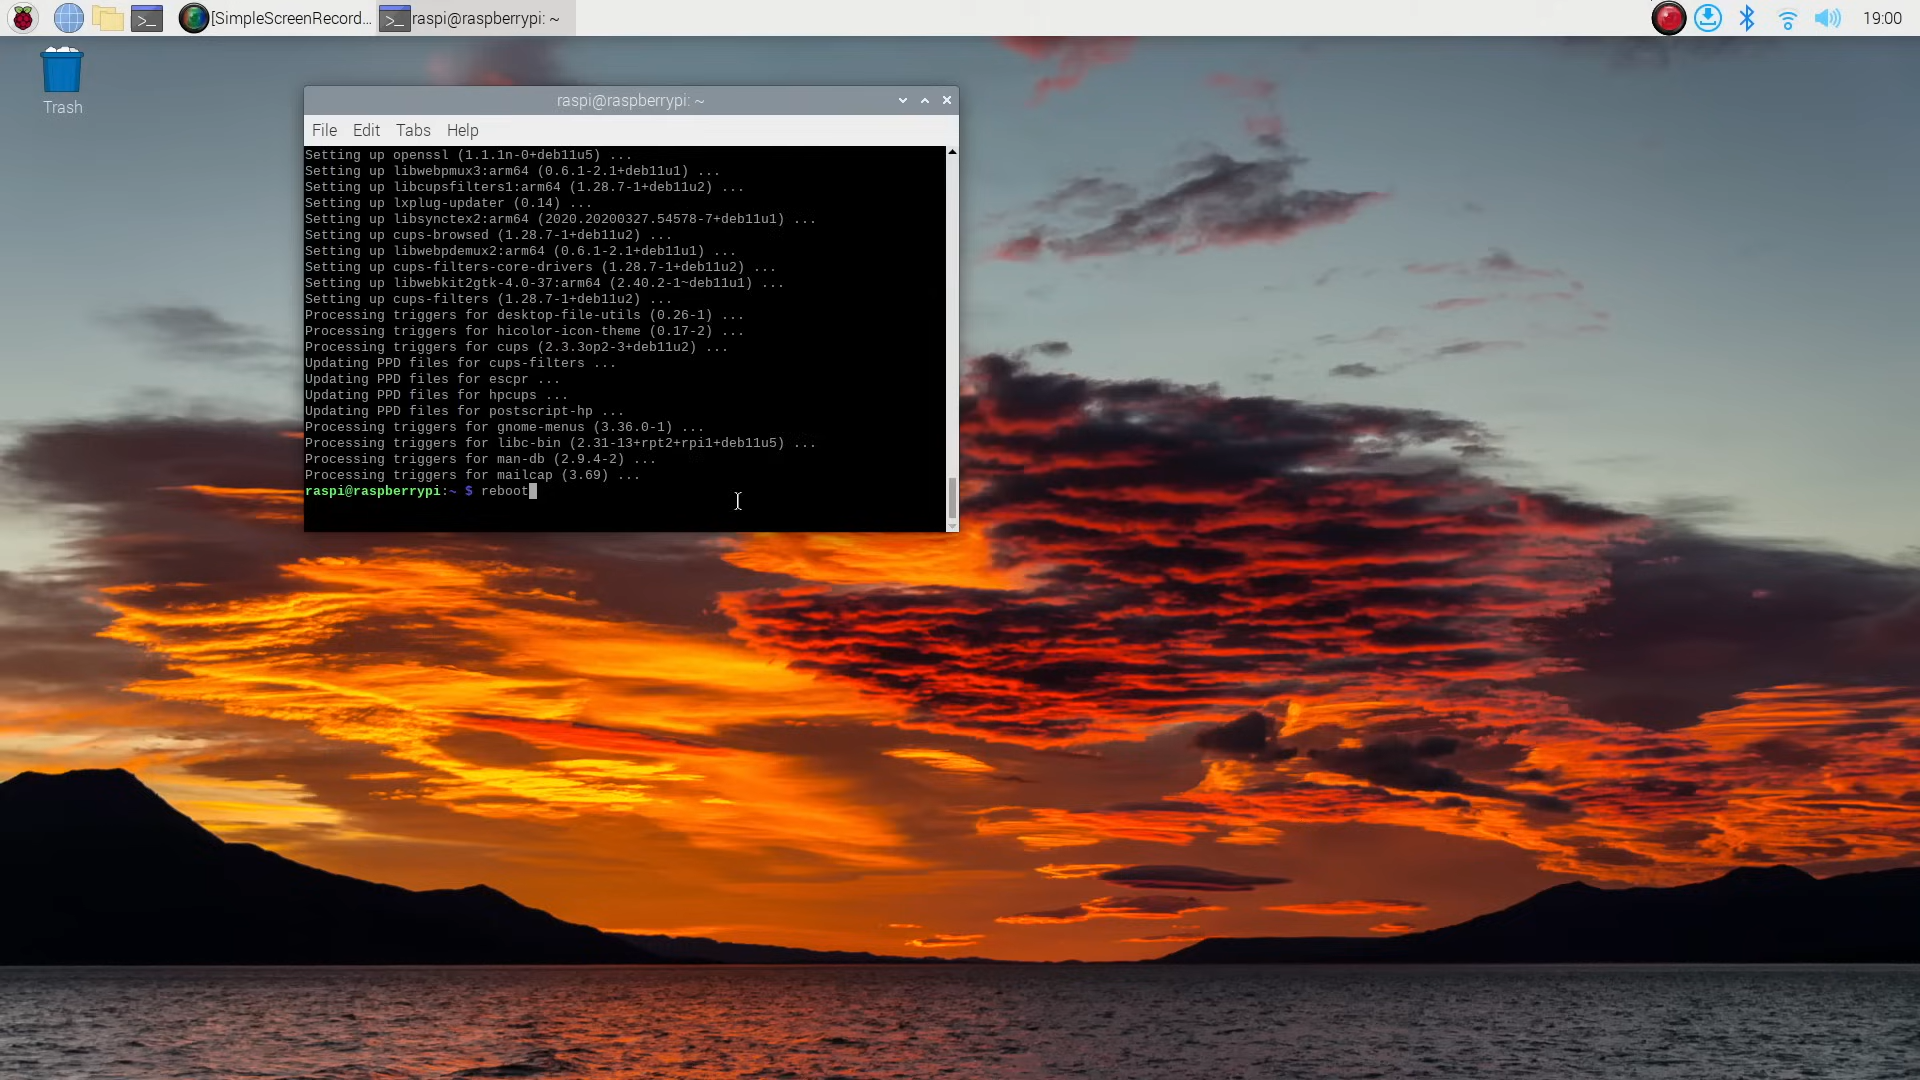 [SimpleScreenRecord...
raspi@raspberrypi: ~
19:00
Trash
raspi@raspberrypi: ~
File Edit Tabs Help
Setting up openssl (1.1.1n-0+deb11u5) ...
Setting up libwebpmux3:arm64 (0.6.1-2.1+deb11u1) ...
Setting up libcupsfilters1:arm64 (1.28.7-1+deb11u2) ...
Setting up lxplug-updater (0.14) ...
Setting up libsynctex2:arm64 (2020.20200327.54578-7+deb11u1) ...
Setting up cups-browsed (1.28.7-1+deb11u2) ...
Setting up libwebpdemux2:arm64 (0.6.1-2.1+deb11u1) ...
Setting up cups-filters-core-drivers (1.28.7-1+deb11u2) ...
Setting up libwebkit2gtk-4.0-37:arm64 (2.40.2-1~deb11u1) ...
Setting up cups-filters (1.28.7-1+deb11u2) ...
Processing triggers for desktop-file-utils (0.26-1) ...
Processing triggers for hicolor-icon-theme (0.17-2) ...
Processing triggers for cups (2.3.3op2-3+deb11u2) ...
Updating PPD files for cups-filters ...
Updating PPD files for escpr ...
Updating PPD files for hpcups ...
Updating PPD files for postscript-hp ...
Processing triggers for gnome-menus (3.36.0-1) ...
Processing triggers for libc-bin (2.31-13+rpt2+rpi1+deb11u5) ...
Processing triggers for man-db (2.9.4-2) ...
Processing triggers for mailcap (3.69) ...
raspi@raspberrypi:~ $ reboot